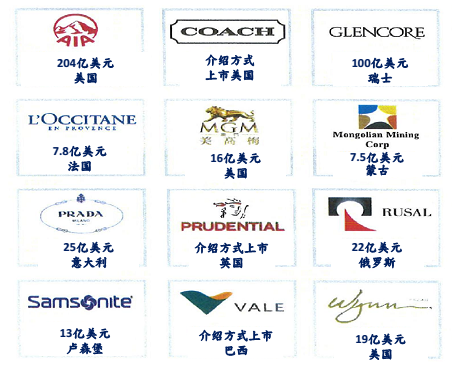 AIA
204亿美元
美国
COACH
介绍方式
上市美国
GLENCORE
100亿美元
瑞士
L'OCCITANE
EN PROVENCE
7.8亿美元
法国
MGM
美高梅
16亿美元
美国
Mongolian Mining
Corp
7.5亿美元
蒙古
PRADA
MILANO
25亿美元
意大利
PRUDENTIAL
介绍方式上市
英国
RUSAL
22亿美元
俄罗斯
Samsonite
13亿美元
卢森堡
VALE
介绍方式上市
巴西
Wynn
19亿美元
美国